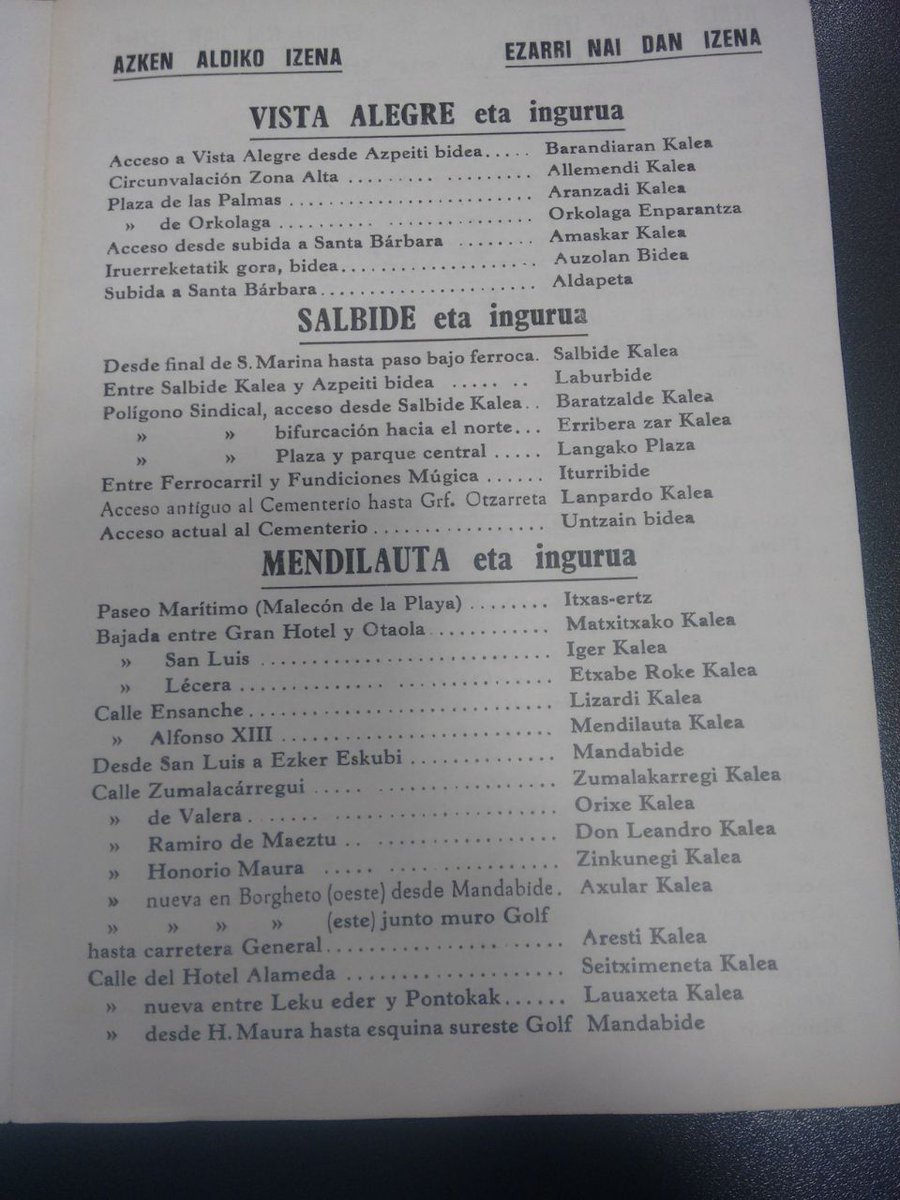 AZKEN ALDIKO IZENA EZARRI NAI DAN IZENA
VISTA ALEGRE eta ingurua
Acceso a Vista Alegre desde Azpeiti bidea..... Barandiaran Kalea
Circunvalación Zona Alta ................... Allemendi Kalea
Plaza de las Palmas ............................. Aranzadi Kalea
» de Orkolaga .............................. Orkolaga Enparantza
Acceso desde subida a Santa Bárbara ........ Amaskar Kalea
Iruerreketatik gora, bidea....................... Auzolan Bidea
Subida a Santa Bárbara......................... Aldapeta
SALBIDE eta ingurua
Desde final de S. Marina hasta paso bajo ferroca. Salbide Kalea
Entre Salbide Kalea y Azpeiti bidea ..... .. Laburbide
Polígono Sindical, acceso desde Salbide Kalea.. Baratzalde Kalea
» » bifurcación hacia el norte... Erribera zar Kalea
» » Plaza y parque central ..... Langako Plaza
Entre Ferrocarril y Fundiciones Múgica ...... Iturribide
Acceso antiguo al Cementerio hasta Grf. Otzarreta Lanpardo Kalea
Acceso actual al Cementerio................. Untzain bidea
MENDILAUTA eta ingurua
Paseo Marítimo (Malecón de la Playa) ........ Itxas-ertz
Bajada entre Gran Hotel y Otaola............ Matxitxako Kalea
» San Luis ............................. Iger Kalea
» Lécera .............................. Etxabe Roke Kalea
Calle Ensanche............................... Lizardi Kalea
» Alfonso XIII ........................... Mendilauta Kalea
Desde San Luis a Ezker Eskubi .............. Mandabide
Calle Zumalacárregui ..... .................. Zumalakarregi Kalea
» de Valera . ........................... Orixe Kalea
» Ramiro de Maeztu .. ................. Don Leandro Kalea
» Honorio Maura ..... ................. Zinkunegi Kalea
» nueva en Borgheto (oeste) desde Mandabide. Axular Kalea
» » » » (este) junto muro Golf
hasta carretera General....................... Aresti Kalea
Calle del Hotel Alameda .................... Seitximeneta Kalea
» nueva entre Leku eder y Pontokak...... Lauaxeta Kalea
» desde H. Maura hasta esquina sureste Golf Mandabide